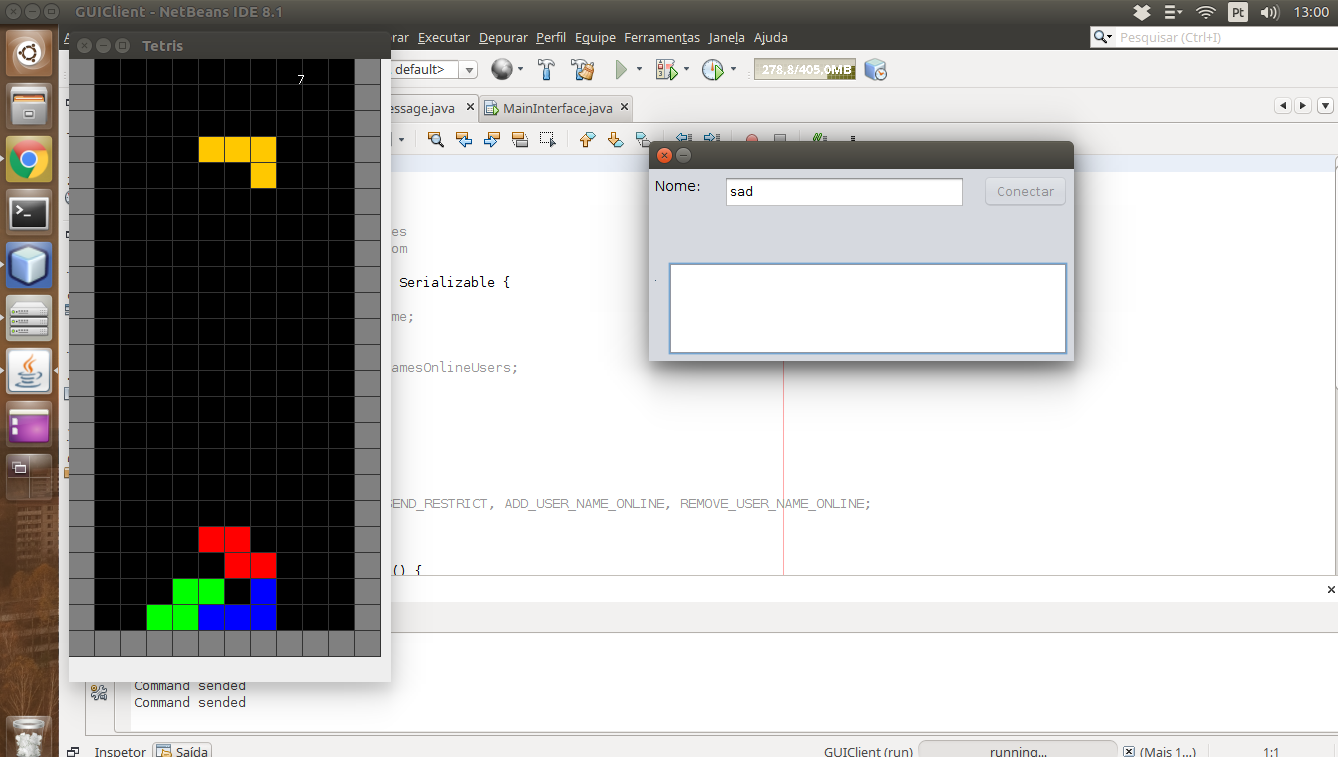 GUIClient - NetBeans IDE 8.1
Pt
13:00
Tetris
Executar Depurar Perfil Equipe Ferramentas Janela Ajuda
Pesquisar (Ctrl+I)
7
default>
278,8/405,0MB
essage.java
MainInterface.java
Nome:
sad
Conectar
es
om
Serializable {
me;
amesOnlineUsers;
SEND_RESTRICT, ADD_USER_NAME_ONLINE, REMOVE_USER_NAME_ONLINE;
() {
Command sended
Command sended
Inspetor
Saída
GUIClient (run)
running...
(Mais 1...)
1:1